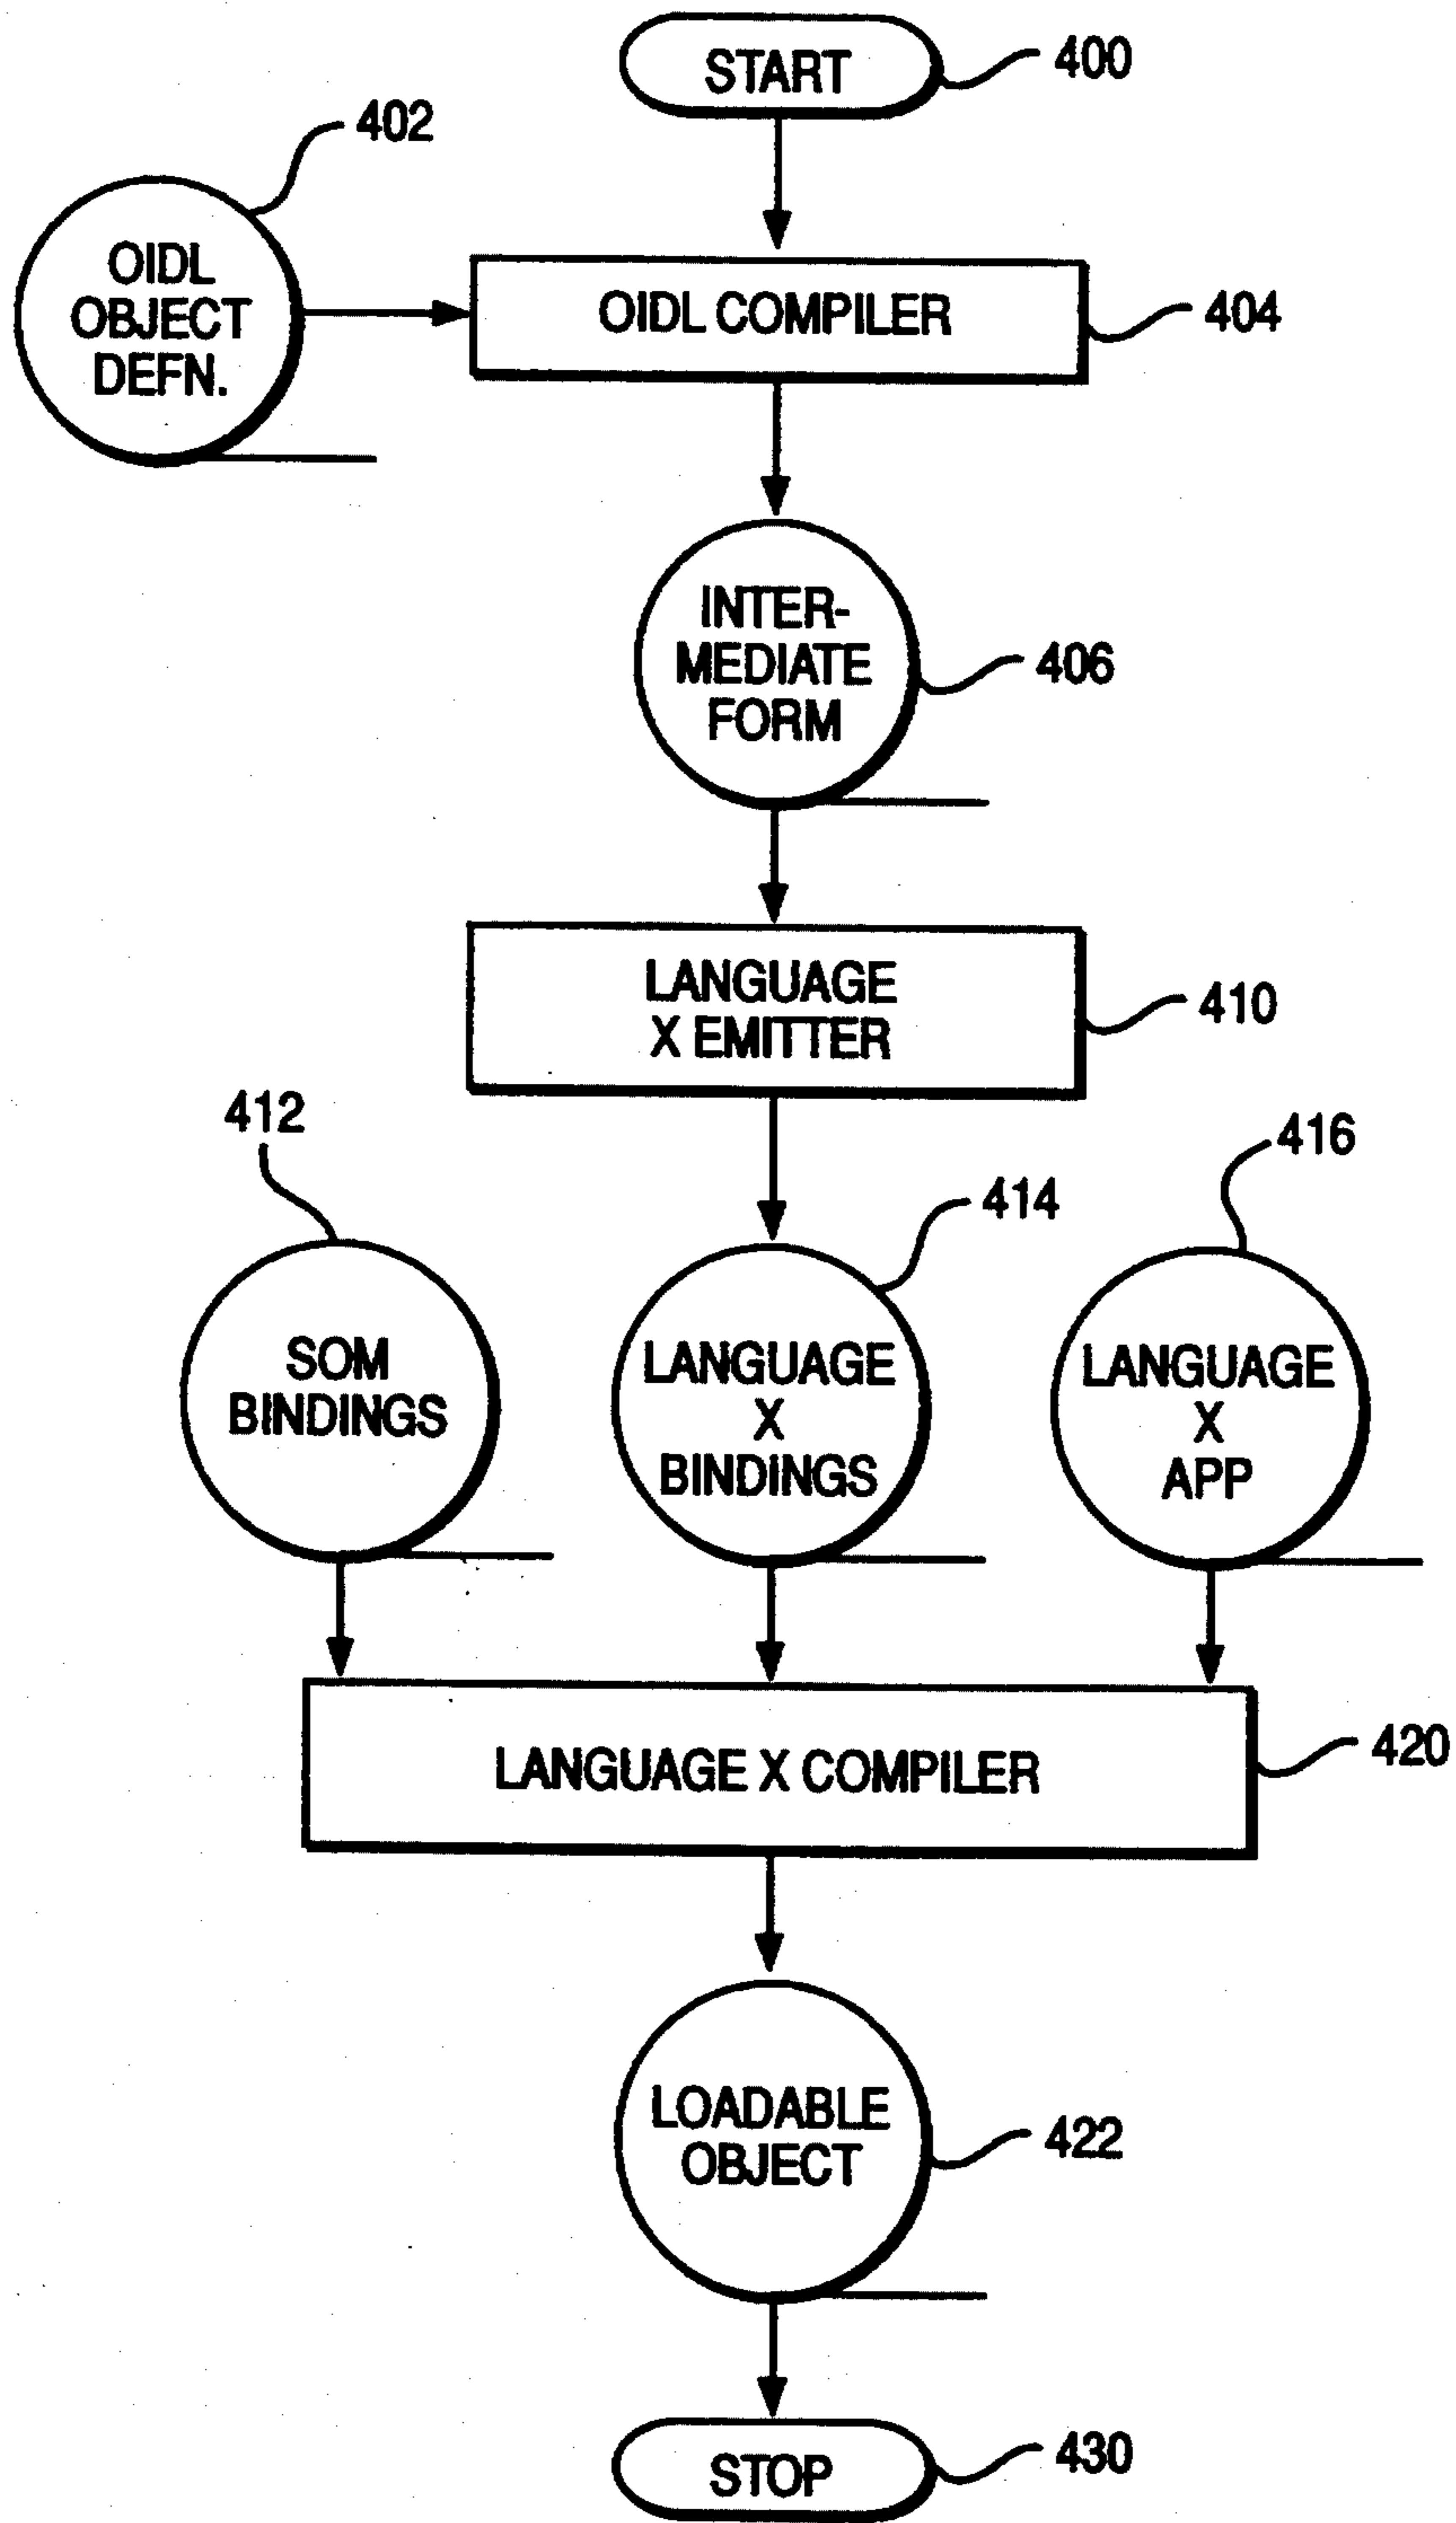 START
400
402
OIDL
OBJECT
DEFN.
OIDL COMPILER
404
INTER-
MEDIATE
FORM
406
LANGUAGE
X EMITTER
410
412
414
416
SOM
BINDINGS
LANGUAGE
X
BINDINGS
LANGUAGE
X
APP
LANGUAGE X COMPILER
420
LOADABLE
OBJECT
422
STOP
430